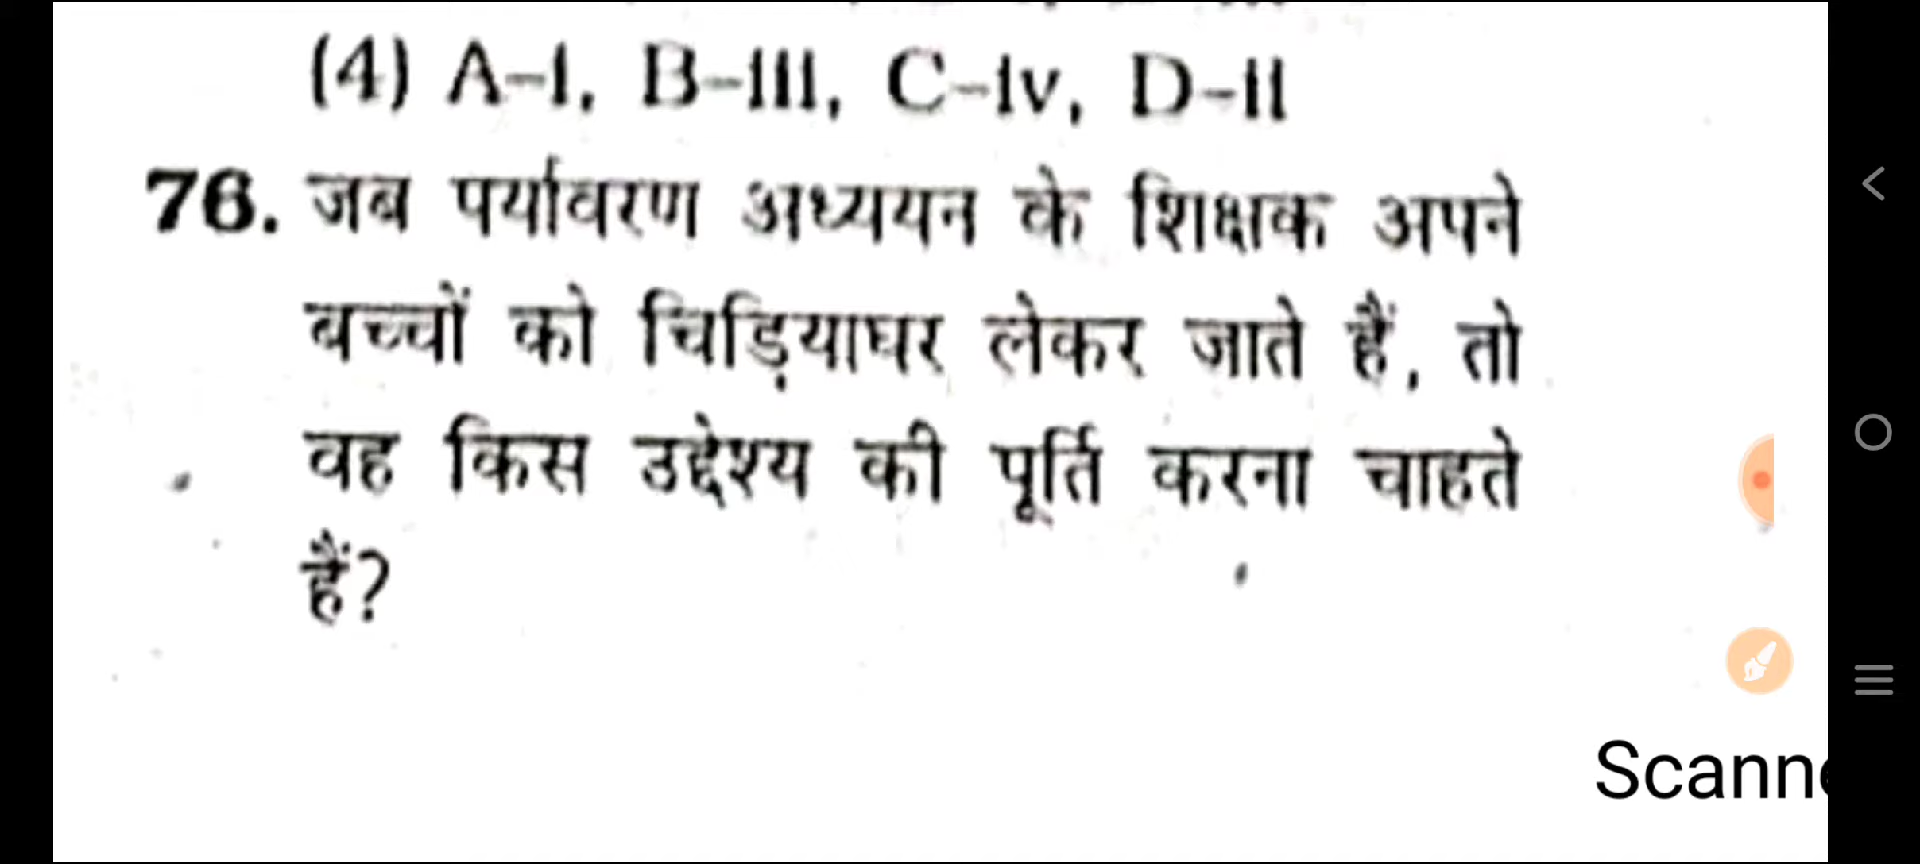 (4) A–I, B–III, C–Iv, D–II
76. जब पर्यावरण अध्ययन के शिक्षक अपने
बच्चों को चिड़ियाघर लेकर जाते हैं, तो
वह किस उद्देश्य की पूर्ति करना चाहते
हैं?